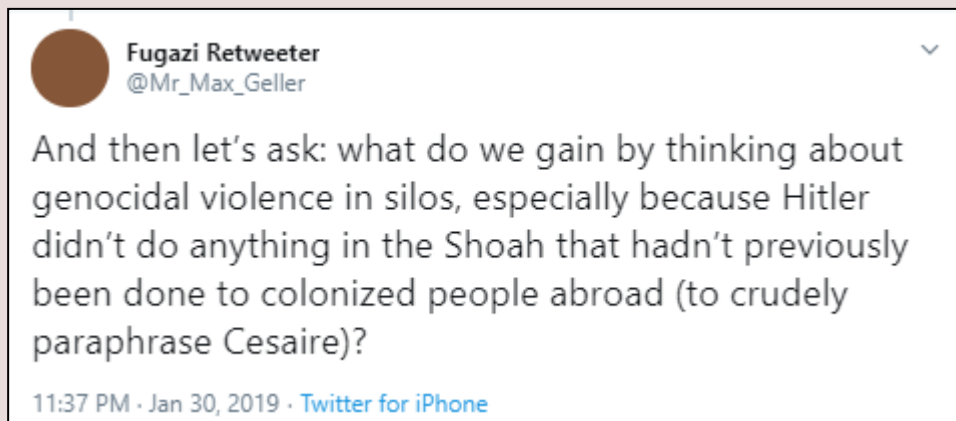 Fugazi Retweeter
@Mr_Max_Geller
And then let's ask: what do we gain by thinking about
genocidal violence in silos, especially because Hitler
didn't do anything in the Shoah that hadn't previously
been done to colonized people abroad (to crudely
paraphrase Cesaire)?
11:37 PM · Jan 30, 2019 · Twitter for iPhone